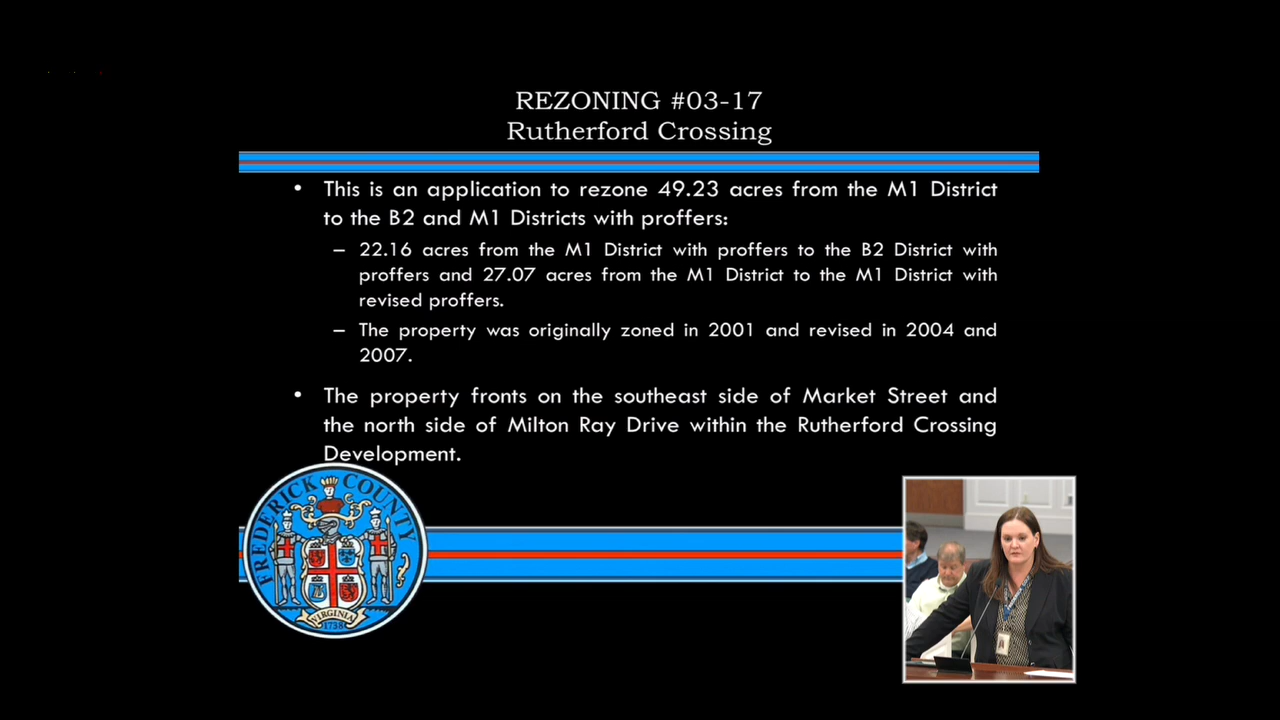 REZONING #03-17
Rutherford Crossing
• This is an application to rezone 49.23 acres from the M1 District
to the B2 and M1 Districts with proffers:
– 22.16 acres from the M1 District with proffers to the B2 District with
proffers and 27.07 acres from the M1 District to the M1 District with
revised proffers.
– The property was originally zoned in 2001 and revised in 2004 and
2007.
• The property fronts on the southeast side of Market Street and
the north side of Milton Ray Drive within the Rutherford Crossing
Development.
FREDERICK COUNTY
VIRGINIA
1738